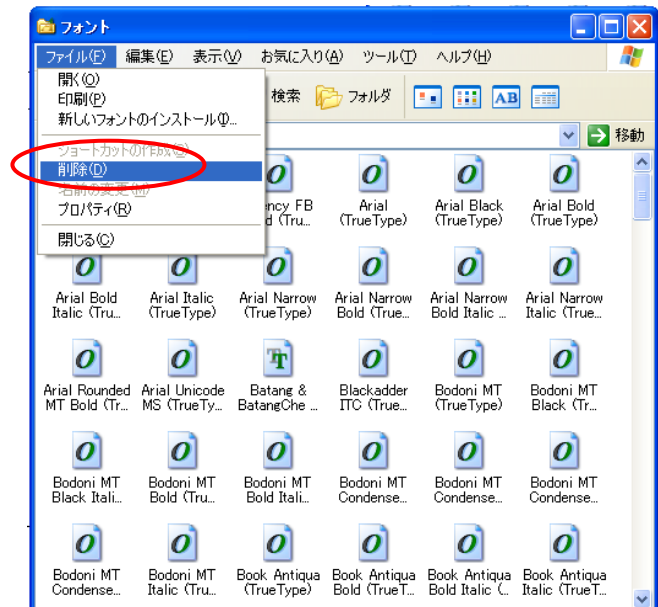 フォント
ファイル(F) 編集(E) 表示(V) お気に入り(A) ツール(T) ヘルプ(H)
開く(O)
印刷(P)
新しいフォントのインストール(I)...
ショートカットの作成(S)
削除(D)
名前の変更(M)
プロパティ(R)
閉じる(C)
検索 フォルダ
移動
ncy FB
d (Tru...
Arial
(TrueType)
Arial Black
(TrueType)
Arial Bold
(TrueType)
Arial Bold
Italic (Tru...
Arial Italic
(TrueType)
Arial Narrow
(TrueType)
Arial Narrow
Bold (True...
Arial Narrow
Bold Italic ...
Arial Narrow
Italic (True...
Arial Rounded
MT Bold (Tr...
Arial Unicode
MS (TrueTy...
Batang &
BatangChe ...
Blackadder
ITC (True...
Bodoni MT
(TrueType)
Bodoni MT
Black (Tr...
Bodoni MT
Black Itali...
Bodoni MT
Bold (Tru...
Bodoni MT
Bold Itali...
Bodoni MT
Condense...
Bodoni MT
Condense...
Bodoni MT
Condense...
Bodoni MT
Condense...
Bodoni MT
Italic (Tru...
Book Antiqua
(TrueType)
Book Antiqua
Bold (TrueT...
Book Antiqua
Bold Italic (...
Book Antiqua
Italic (TrueT...